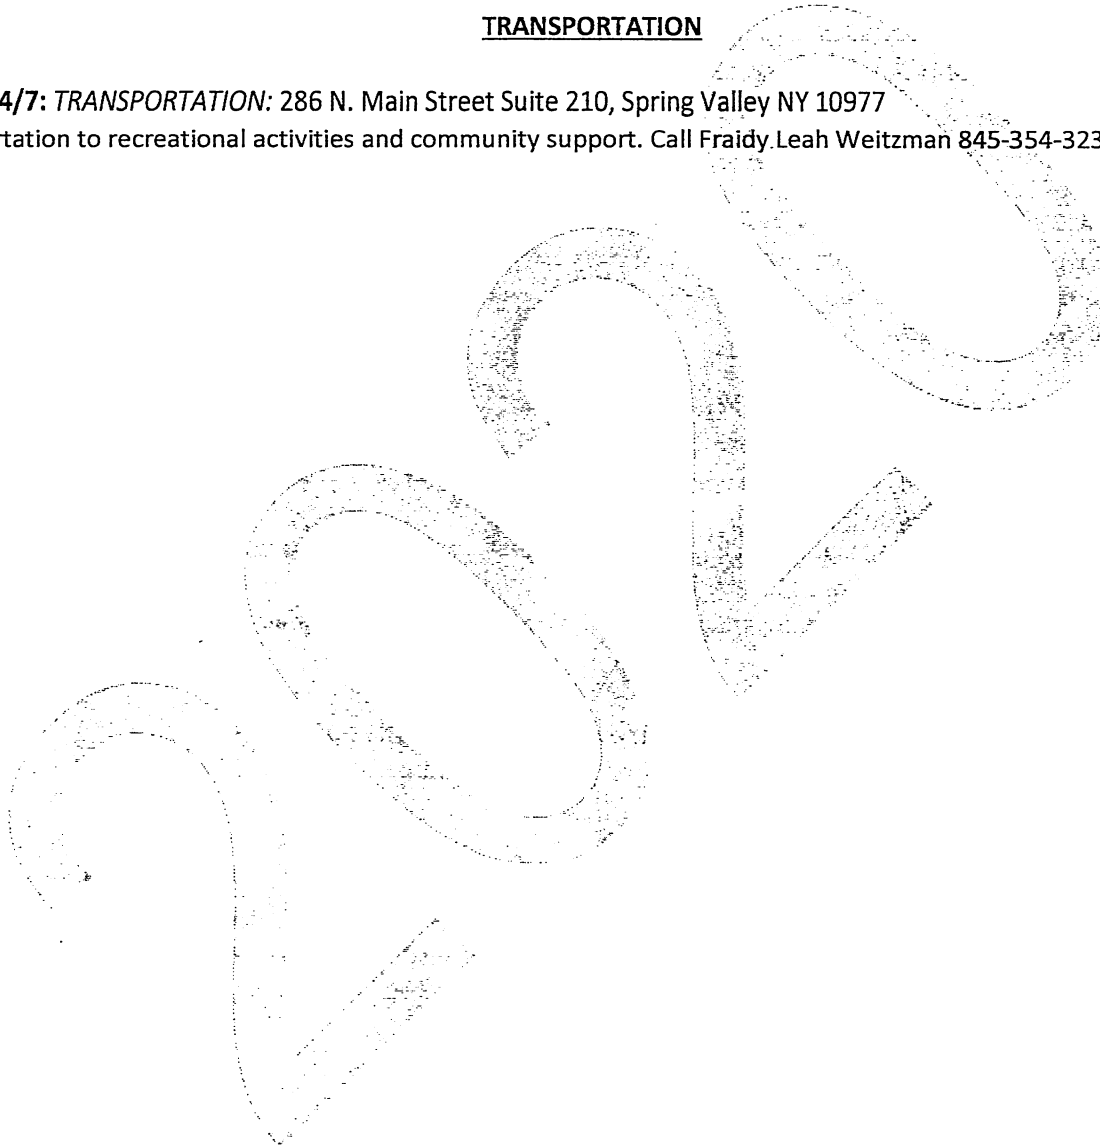 TRANSPORTATION
4/7: TRANSPORTATION: 286 N. Main Street Suite 210, Spring Valley NY 10977
rtation to recreational activities and community support. Call Fraidy.Leah Weitzman 845-354-323
2020